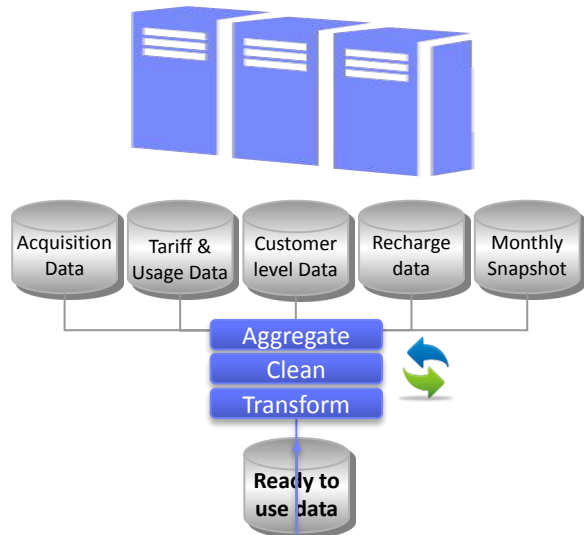 Acquisition
Data
Tariff &
Usage Data
Customer
level Data
Recharge
data
Monthly
Snapshot
Aggregate
Clean
Transform
Ready to
use data